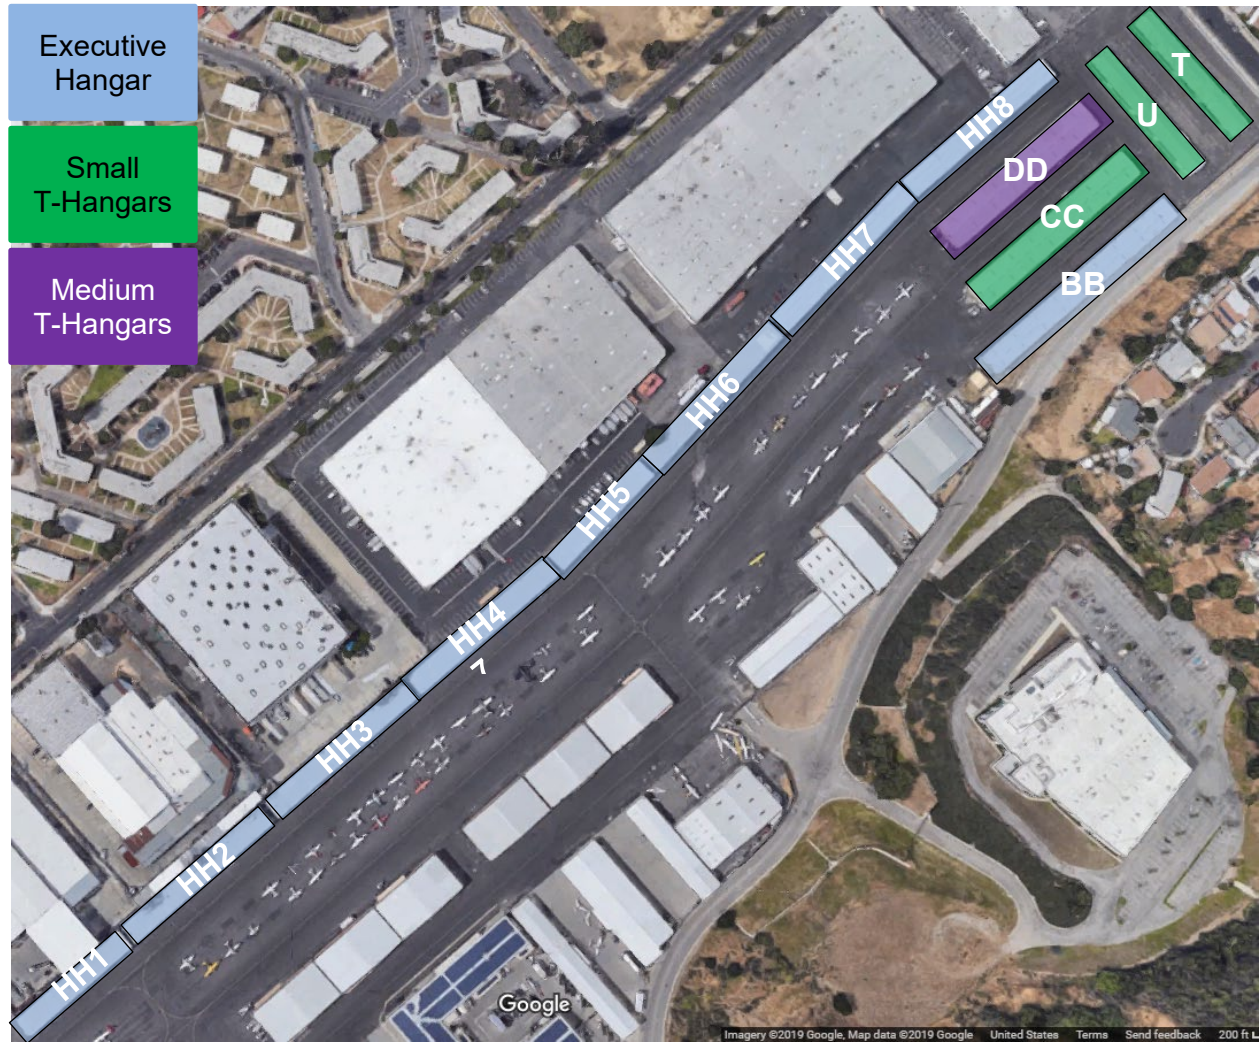 Executive
Hangar
Small
T-Hangars
Medium
T-Hangars
T
U
HH8
DD
CC
BB
HH7
HH6
HH5
HH4
7
HH3
HH2
HH1
Google
Imagery ©2019 Google, Map data ©2019 Google United States Terms Send feedback 200 ft